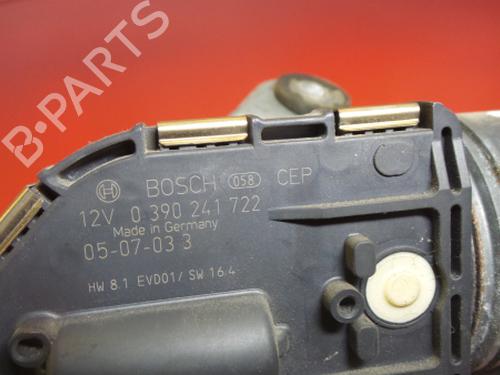 B-PARTS
BOSCH 058 CEP
12V 0 390 241 722
Made in Germany
05-07-03 3
HW 8.1 EVD01/ SW 16.4